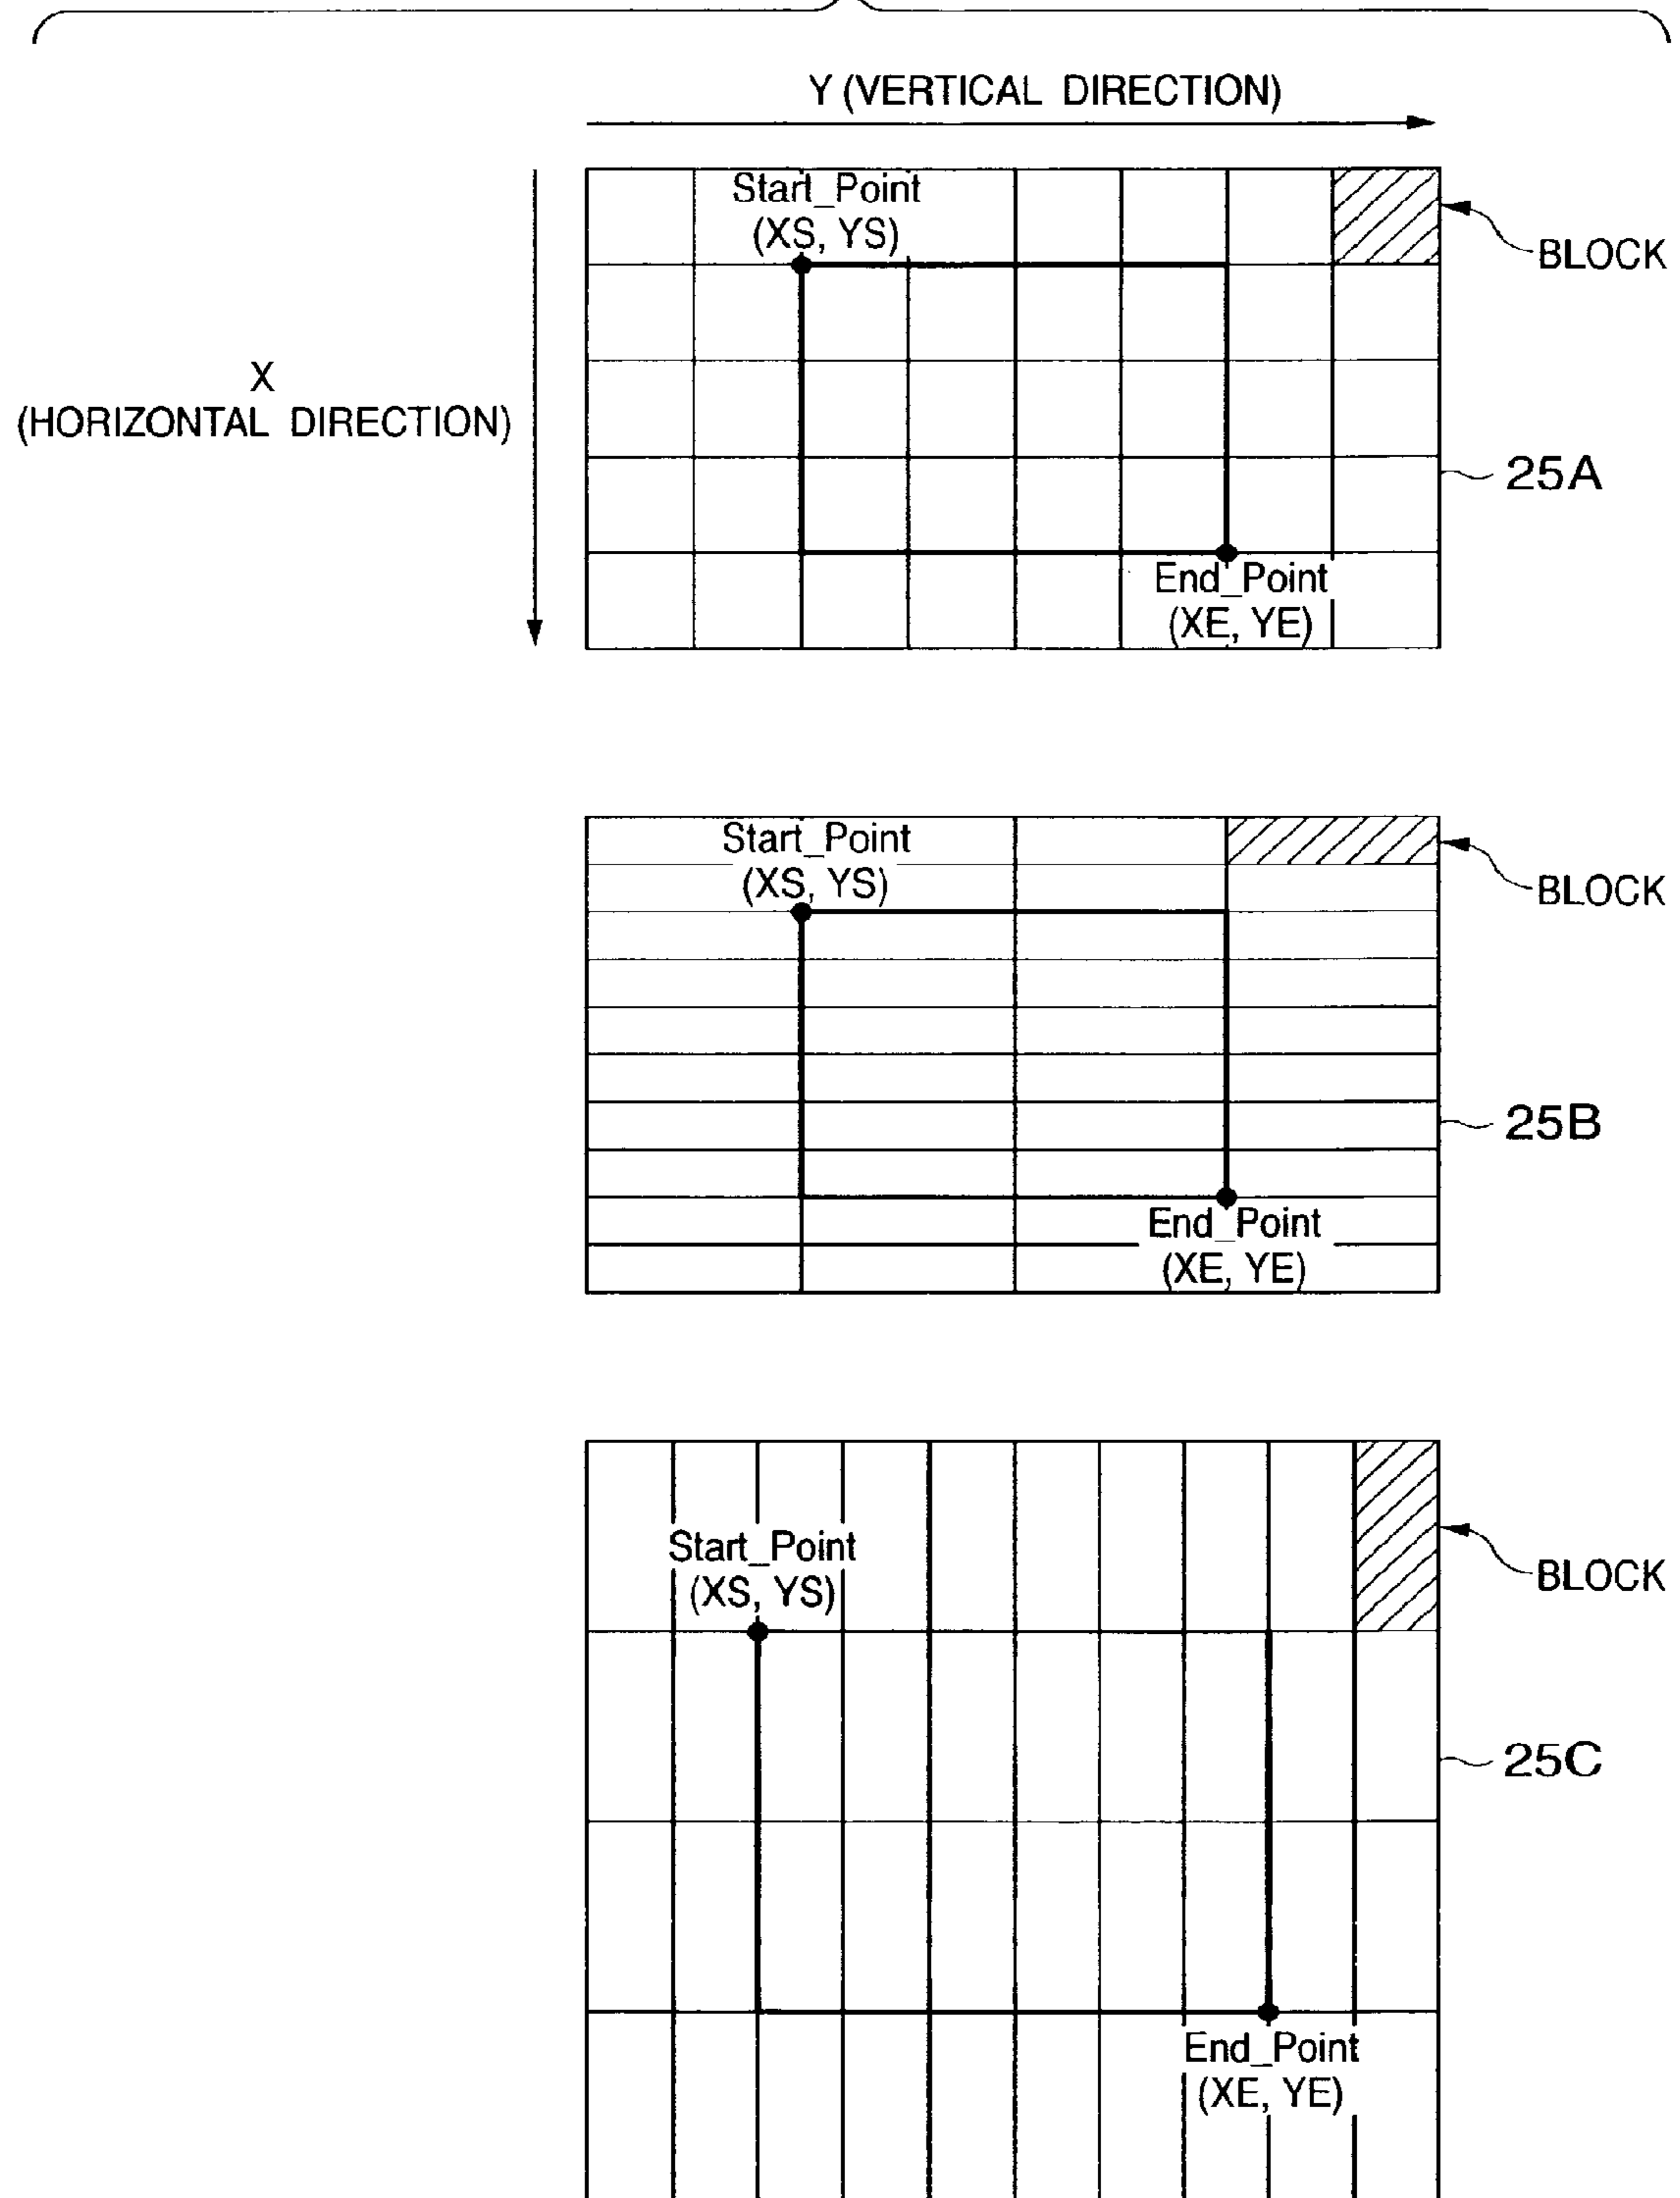 Y (VERTICAL DIRECTION)
Start_Point
(XS, YS)
BLOCK
X
(HORIZONTAL DIRECTION)
25A
End_Point
(XE, YE)
Start_Point
(XS, YS)
BLOCK
25B
End_Point
(XE, YE)
Start_Point
(XS, YS)
BLOCK
25C
End_Point
(XE, YE)